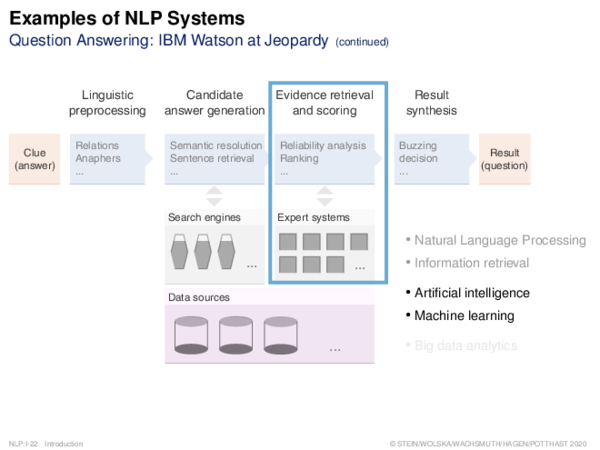 Examples of NLP Systems
Question Answering: IBM Watson at Jeopardy (continued)
Linguistic
preprocessing
Candidate
answer generation
Evidence retrieval
and scoring
Result
synthesis
Clue
(answer)
Relations
Anaphers
...
Semantic resolution
Sentence retrieval
...
Reliability analysis
Ranking
...
Buzzing
decision
...
Result
(question)
Search engines
...
Expert systems
...
Data sources
...
• Natural Language Processing
• Information retrieval
• Artificial intelligence
• Machine learning
• Big data analytics
NLP:I-22 Introduction
© STEIN/WOLSKA/WACHSMUTH/HAGEN/POTTHAST 2020